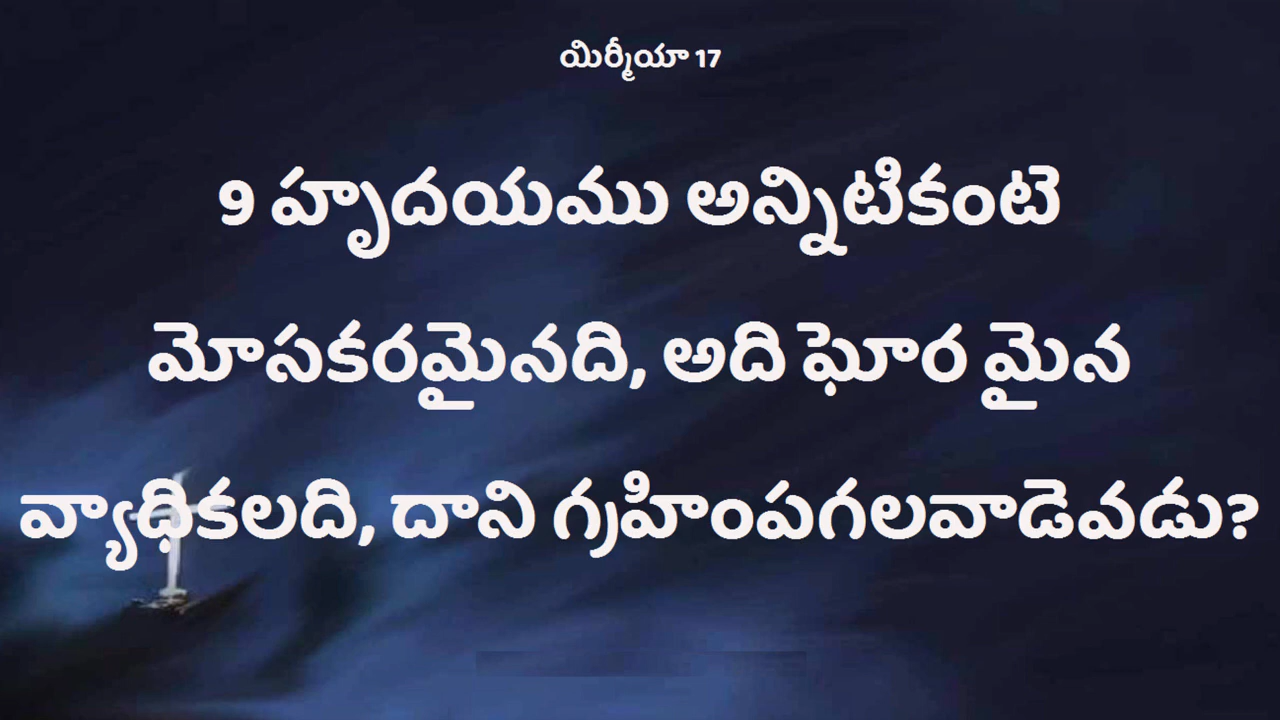 యిర్మీయా 17
9 హృదయము అన్నిటికంటె
మోసకరమైనది, అది ఘోర మైన
వ్యాధికలది, దాని గ్రహింపగలవాడెవడు?